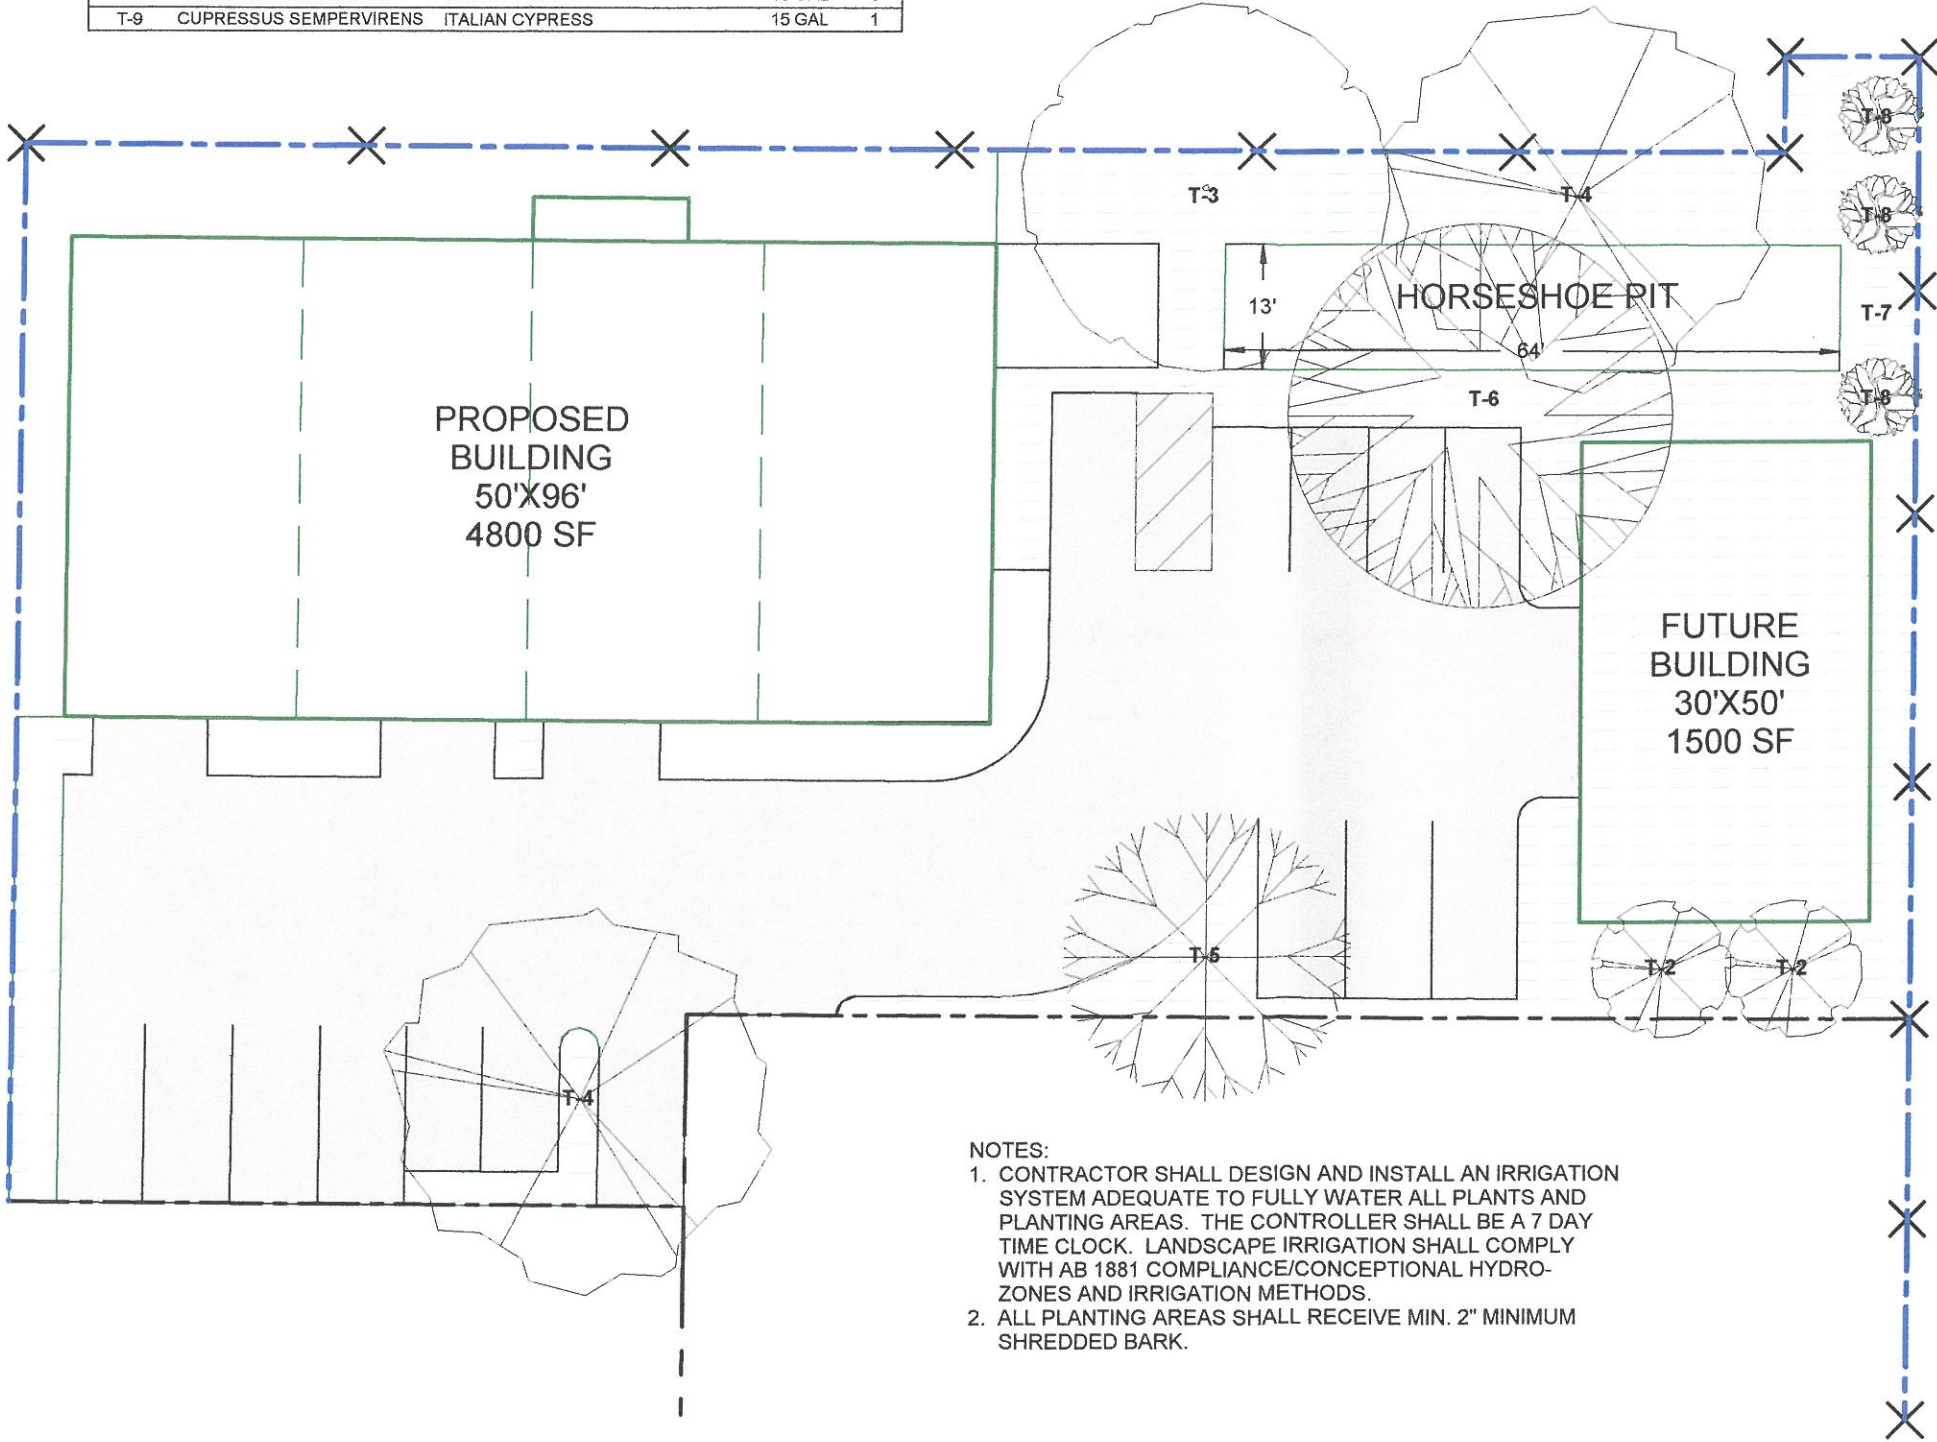 T-9 CUPRESSUS SEMPERVIRENS ITALIAN CYPRESS 15 GAL 1
T-8
T-3
T-4
T-8
13'
HORSESHOE PIT
T-7
64'
T-6
T-8
PROPOSED
BUILDING
50'X96'
4800 SF
FUTURE
BUILDING
30'X50'
1500 SF
T-5
T-2
T-2
T-4
NOTES:
1. CONTRACTOR SHALL DESIGN AND INSTALL AN IRRIGATION
SYSTEM ADEQUATE TO FULLY WATER ALL PLANTS AND
PLANTING AREAS. THE CONTROLLER SHALL BE A 7 DAY
TIME CLOCK. LANDSCAPE IRRIGATION SHALL COMPLY
WITH AB 1881 COMPLIANCE/CONCEPTIONAL HYDRO-
ZONES AND IRRIGATION METHODS.
2. ALL PLANTING AREAS SHALL RECEIVE MIN. 2" MINIMUM
SHREDDED BARK.